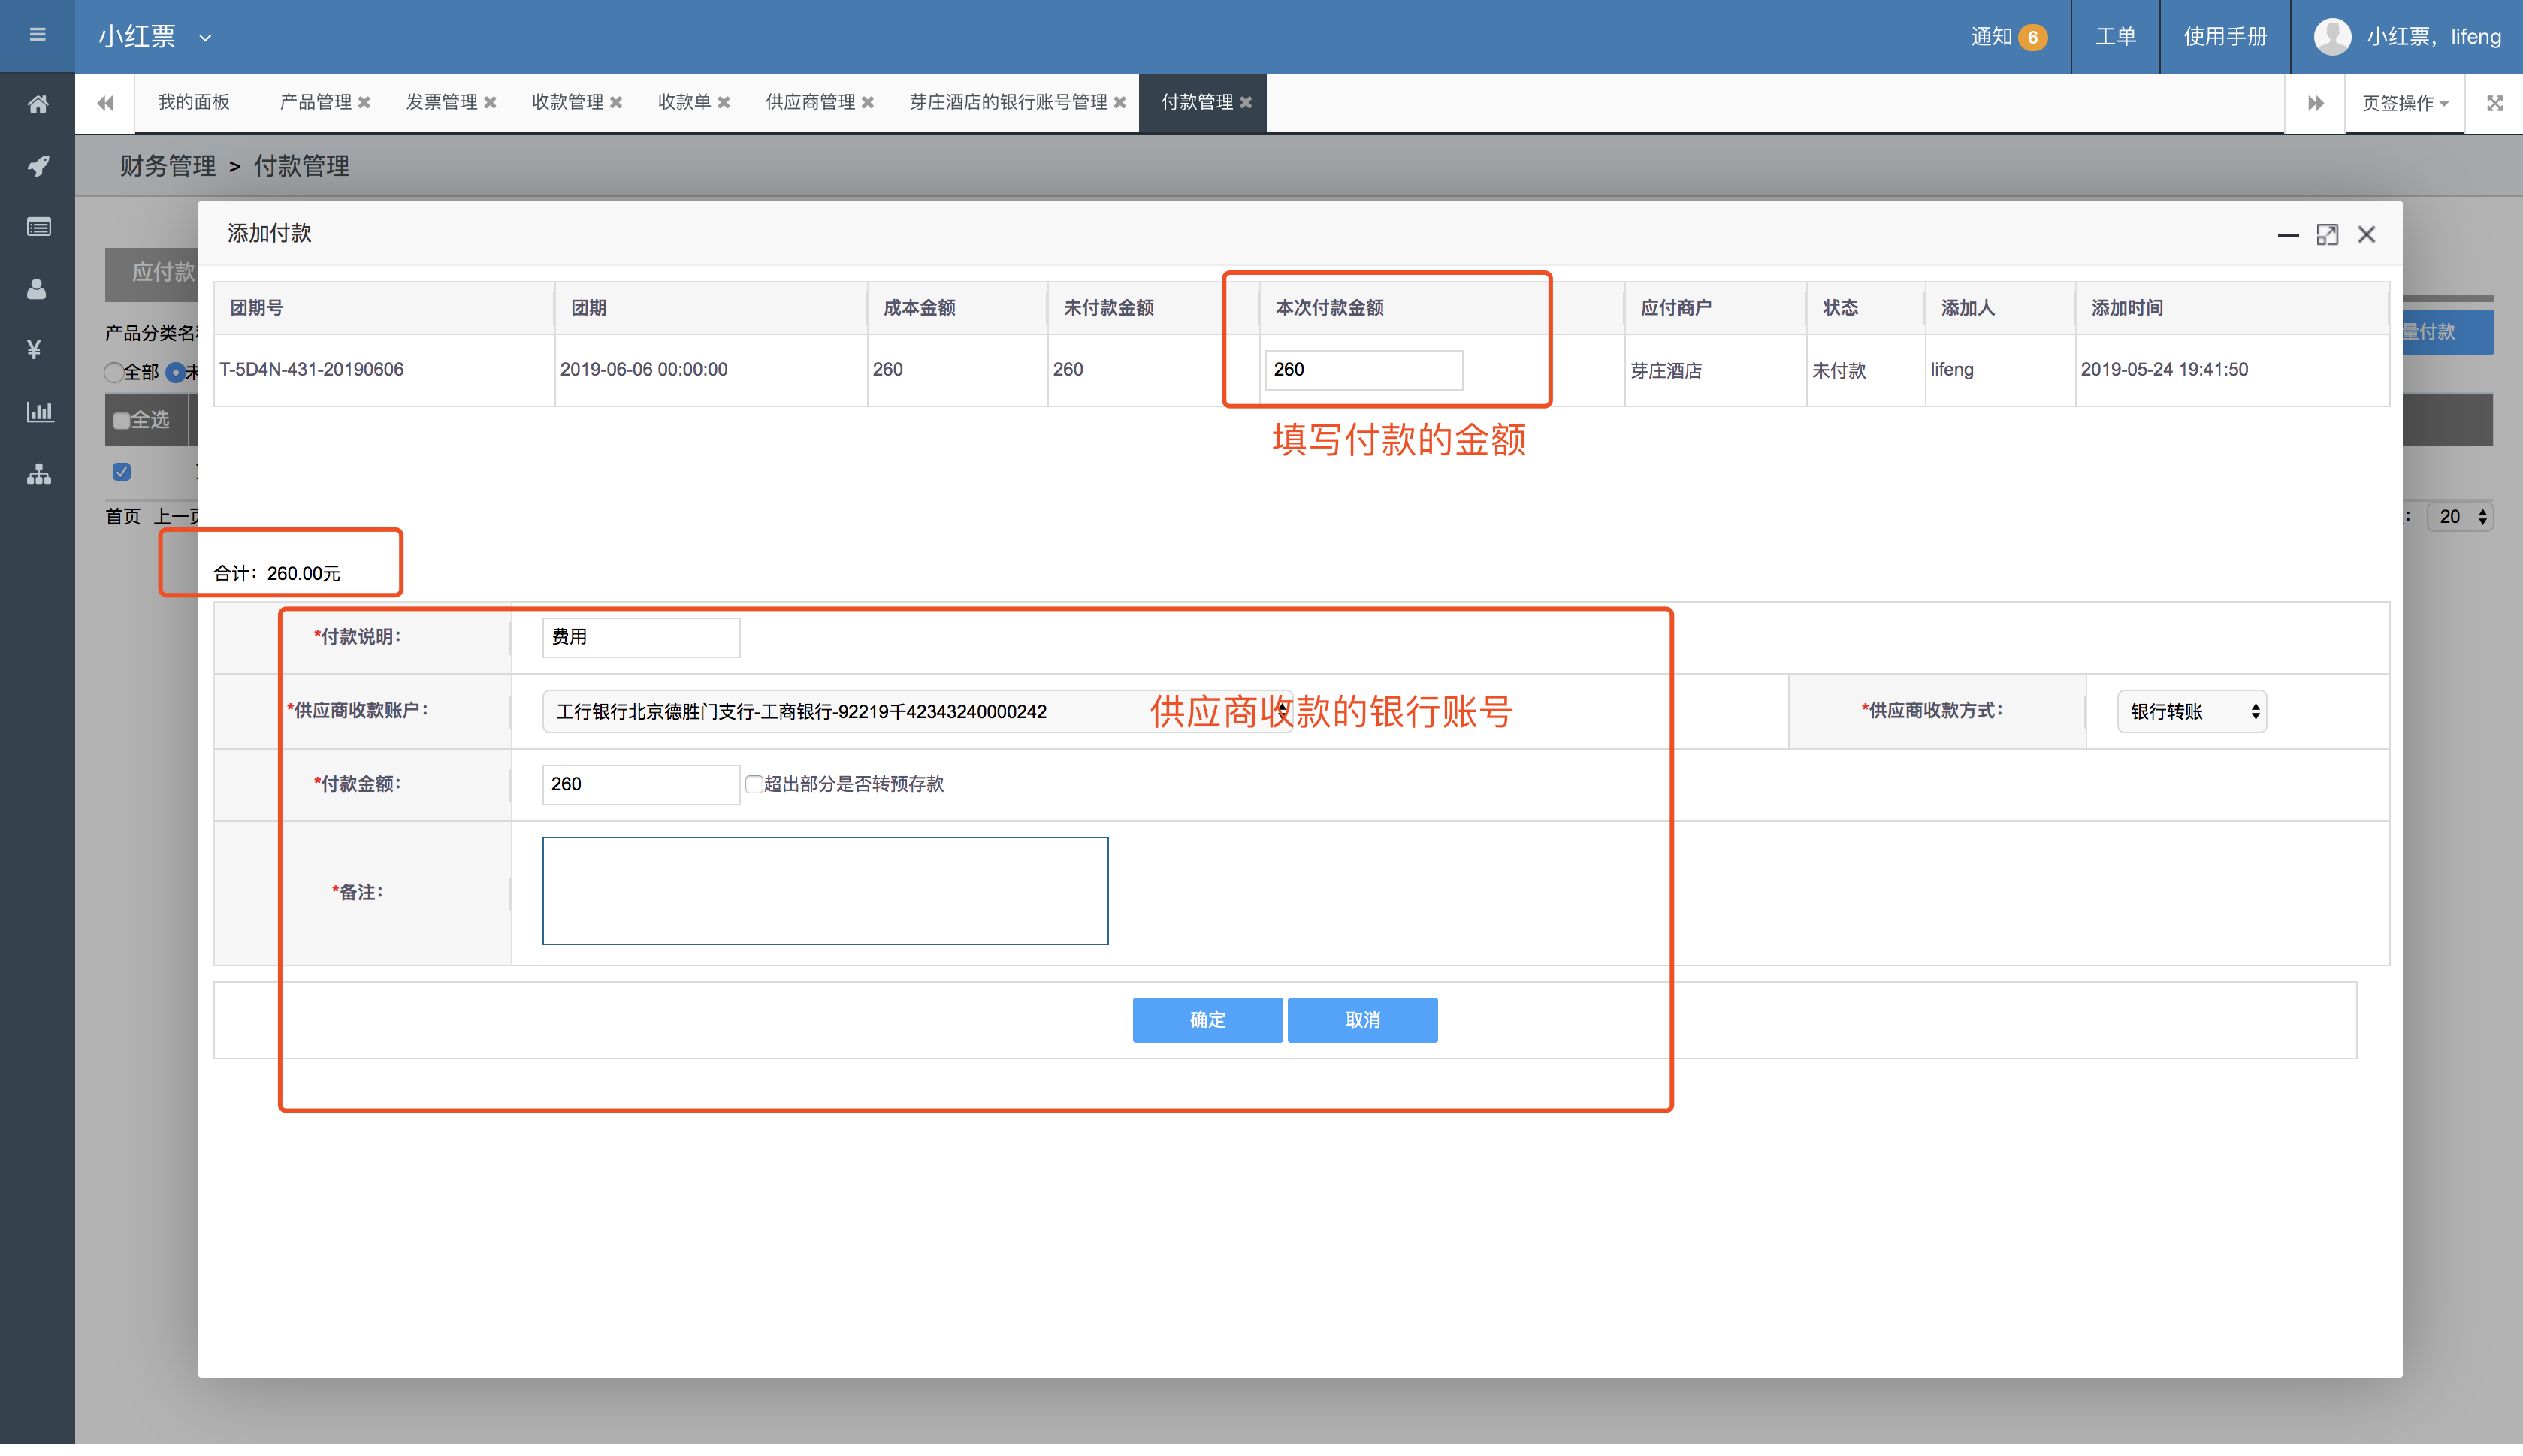 小红票
通知 6 工单 使用手册 小红票，lifeng
我的面板 产品管理 发票管理 收款管理 收款单 供应商管理 芽庄酒店的银行账号管理 付款管理 页签操作
财务管理 > 付款管理
添加付款
应付款
团期号 团期 成本金额 未付款金额 本次付款金额 应付商户 状态 添加人 添加时间
产品分类名
量付款
全部 未
T-5D4N-431-20190606 2019-06-06 00:00:00 260 260 260 芽庄酒店 未付款 lifeng 2019-05-24 19:41:50
全选
填写付款的金额
首页 上一页
: 20
合计：260.00元
*付款说明： 费用
*供应商收款账户： 工行银行北京德胜门支行-工商银行-92219千42343240000242 供应商收款的银行账号 *供应商收款方式： 银行转账
*付款金额： 260 超出部分是否转预存款
*备注：
确定 取消